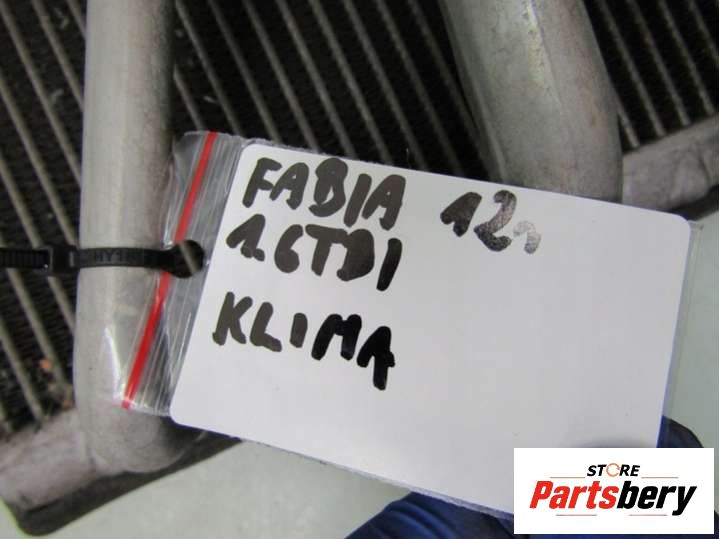 FABIA 12r
1.6TDI
KLIMA
STORE
Partsbery